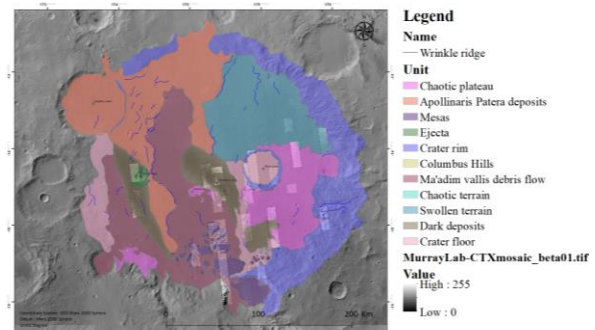 Legend
Name
Wrinkle ridge
Unit
Chaotic plateau
Apollinaris Patera deposits
Mesas
Ejecta
Crater rim
Columbus Hills
Ma'adim vallis debris flow
Chaotic terrain
Swollen terrain
Dark deposits
Crater floor
MurrayLab-CTXmosaic_beta01.tif
Value
High : 255
Low : 0
100
200 Km